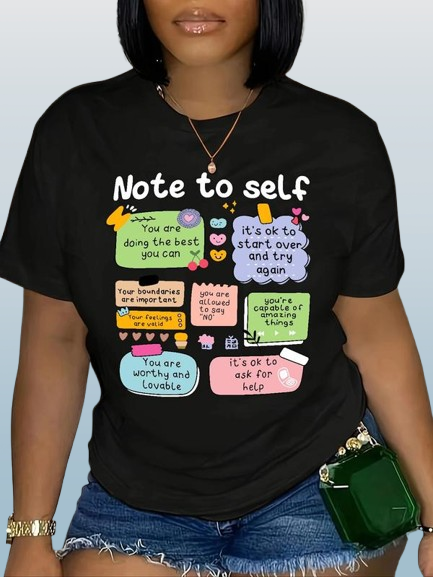 Note to self
You are
doing the best
you can
it's ok to
start over
and try
again
Your boundaries
are important
you are
allowed
to say
"NO"
you're
capable of
amazing
things
Your feelings
are valid
You are
worthy and
lovable
it's ok to
ask for
help